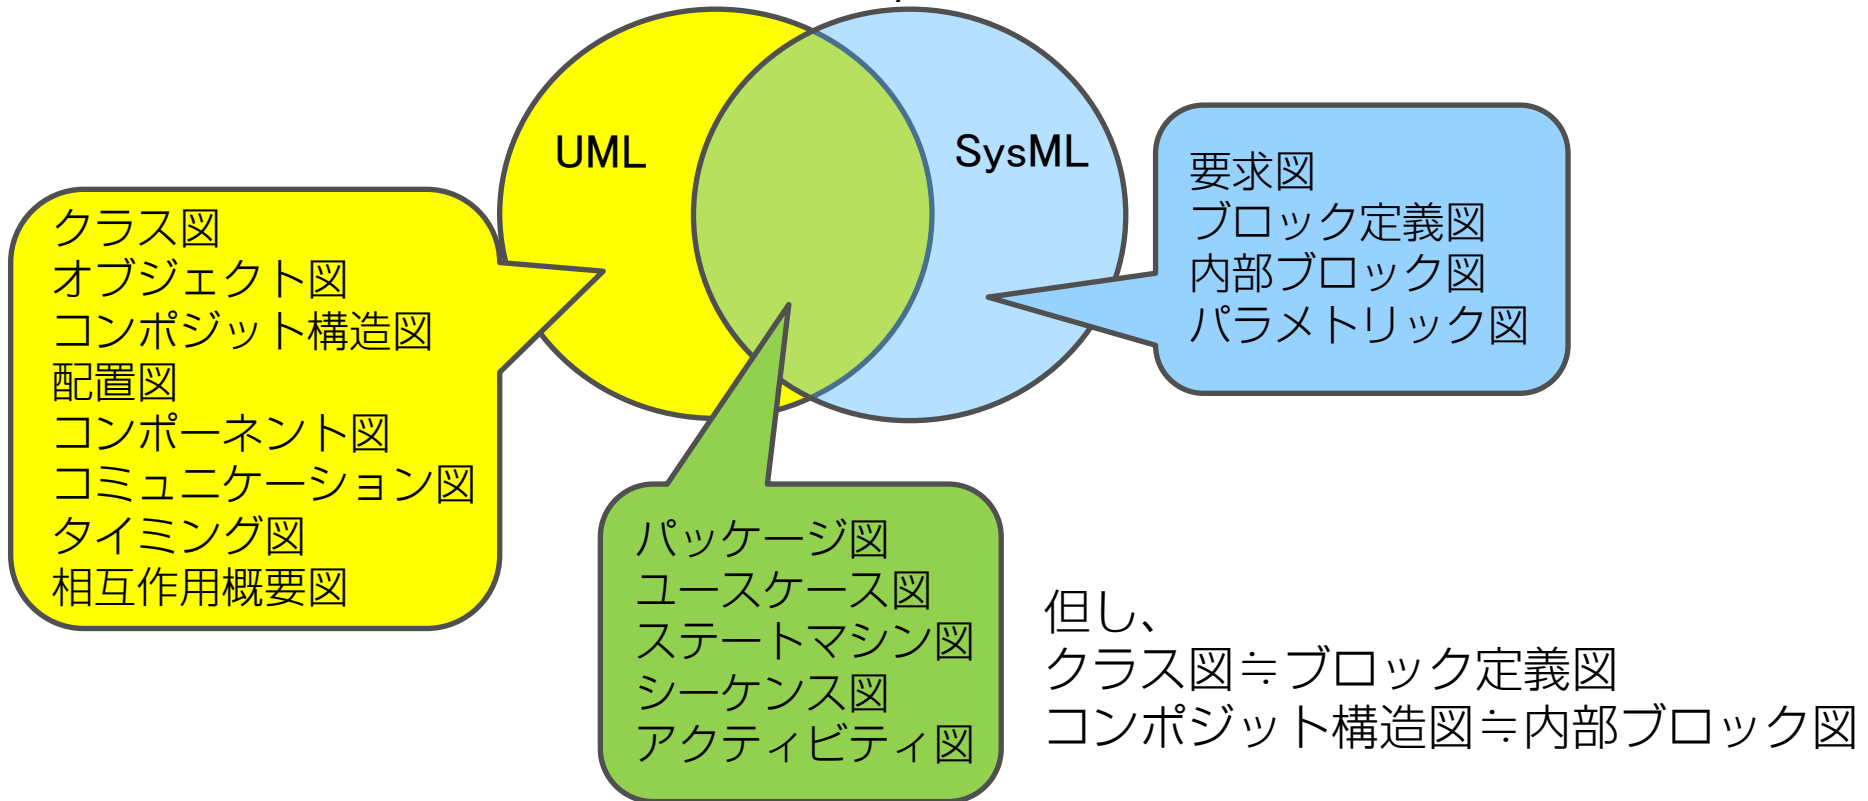 UML
SysML
クラス図
オブジェクト図
コンポジット構造図
配置図
コンポーネント図
コミュニケーション図
タイミング図
相互作用概要図
要求図
ブロック定義図
内部ブロック図
パラメトリック図
パッケージ図
ユースケース図
ステートマシン図
シーケンス図
アクティビティ図
但し、
クラス図≒ブロック定義図
コンポジット構造図≒内部ブロック図